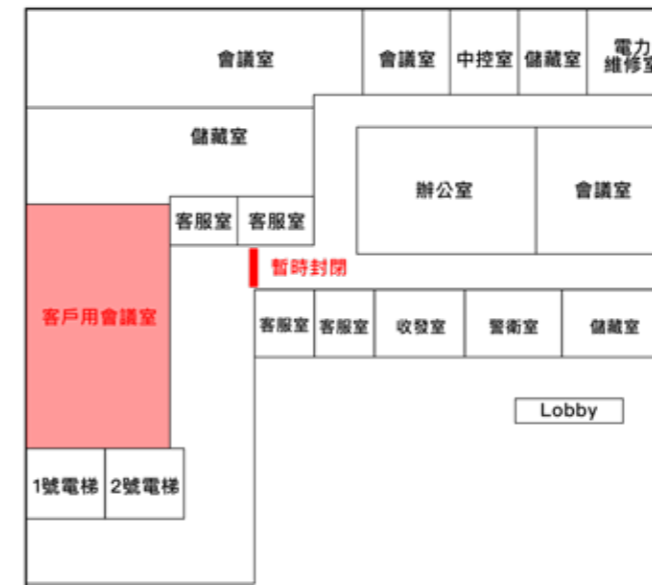 會議室
會議室
中控室
儲藏室
電力
維修室
儲藏室
辦公室
會議室
客服室
客服室
暫時封閉
客戶用會議室
客服室
客服室
收發室
警衛室
儲藏室
Lobby
1號電梯
2號電梯